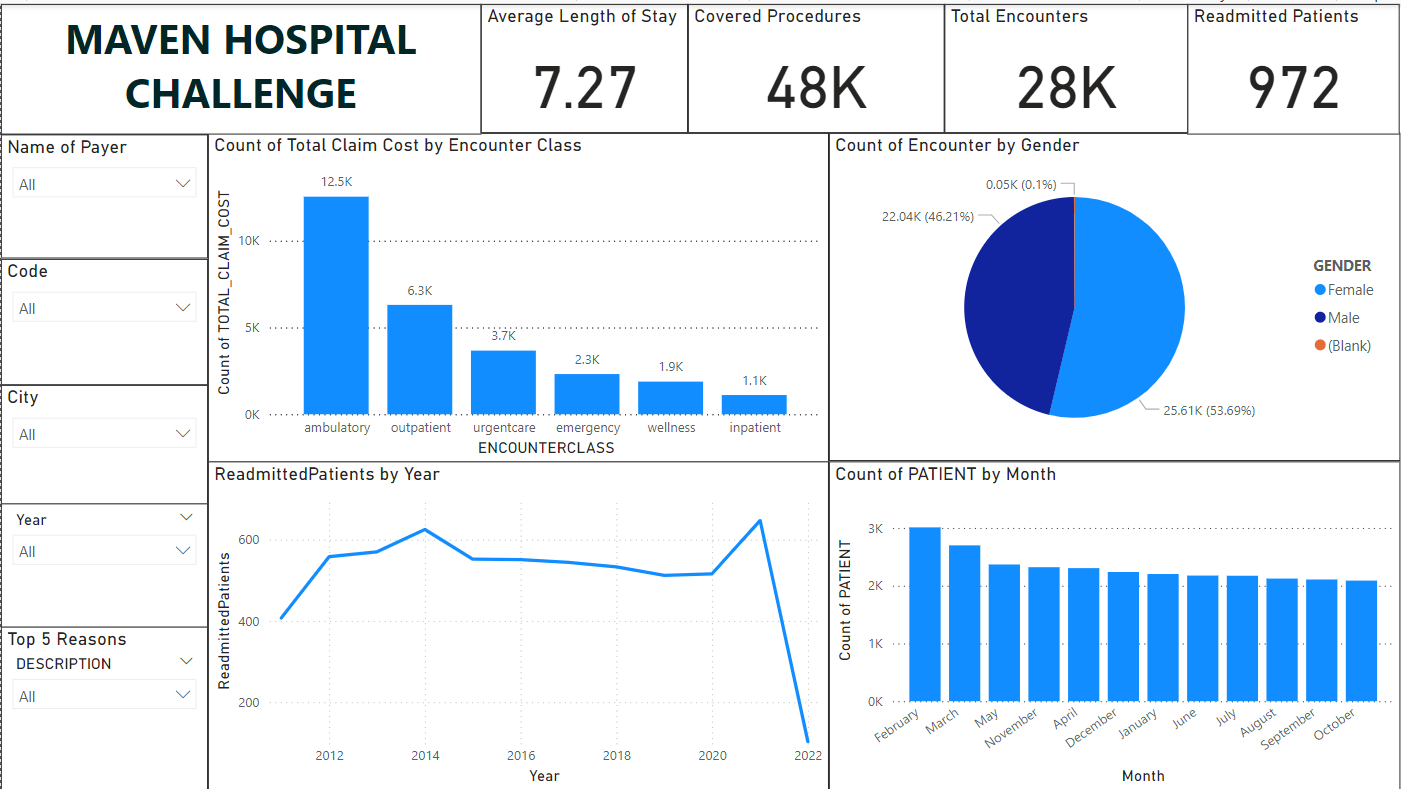 MAVEN HOSPITAL
CHALLENGE
Average Length of Stay
7.27
Covered Procedures
48K
Total Encounters
28K
Readmitted Patients
972
Name of Payer
All
Code
All
City
All
Year
All
Top 5 Reasons
DESCRIPTION
All
Count of Total Claim Cost by Encounter Class
Count of TOTAL_CLAIM_COST
10K
5K
0K
12.5K
6.3K
3.7K
2.3K
1.9K
1.1K
ambulatory
outpatient
urgentcare
emergency
wellness
inpatient
ENCOUNTERCLASS
Count of Encounter by Gender
0.05K (0.1%)
22.04K (46.21%)
25.61K (53.69%)
GENDER
Female
Male
(Blank)
ReadmittedPatients by Year
ReadmittedPatients
600
400
200
2012
2014
2016
2018
2020
2022
Year
Count of PATIENT by Month
Count of PATIENT
3K
2K
1K
0K
February
March
May
November
April
December
January
June
July
August
September
October
Month